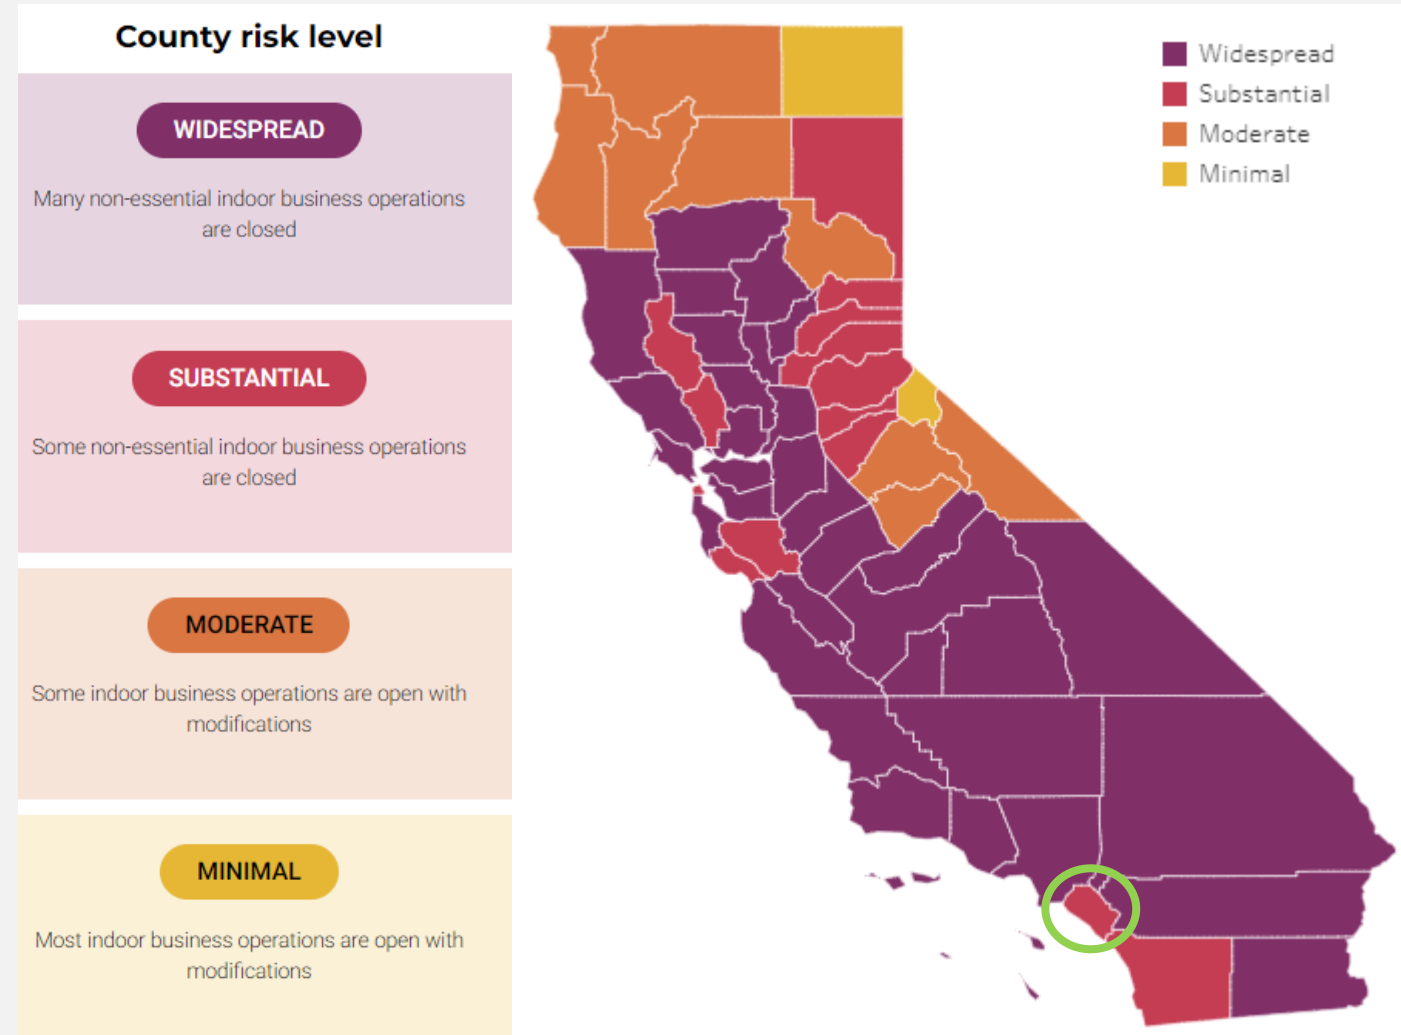 County risk level
WIDESPREAD
Many non-essential indoor business operations
are closed
SUBSTANTIAL
Some non-essential indoor business operations
are closed
MODERATE
Some indoor business operations are open with
modifications
MINIMAL
Most indoor business operations are open with
modifications
Widespread
Substantial
Moderate
Minimal